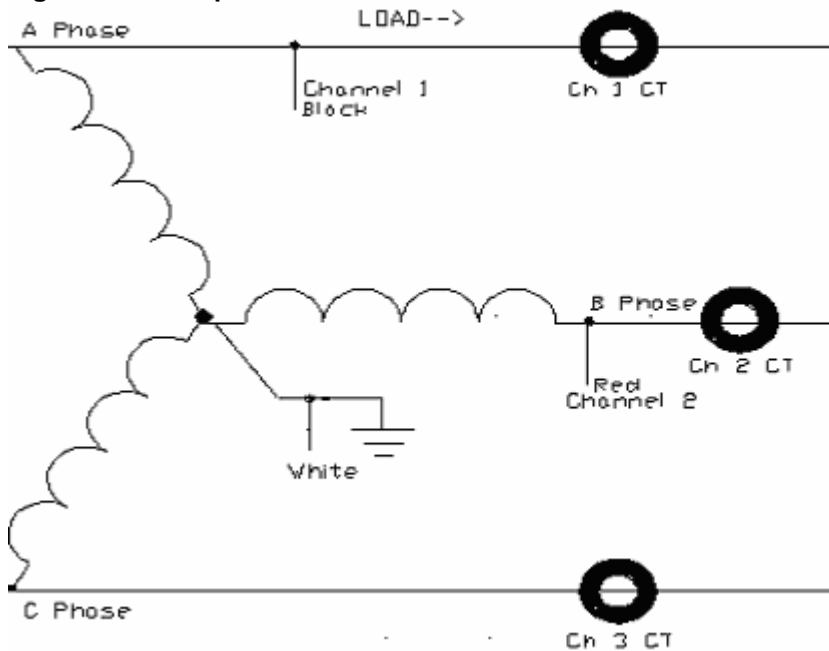 LOAD-->
A Phase
Channel 1
Block
Ch 1 CT
B Phase
Ch 2 CT
Red
Channel 2
White
C Phase
Ch 3 CT